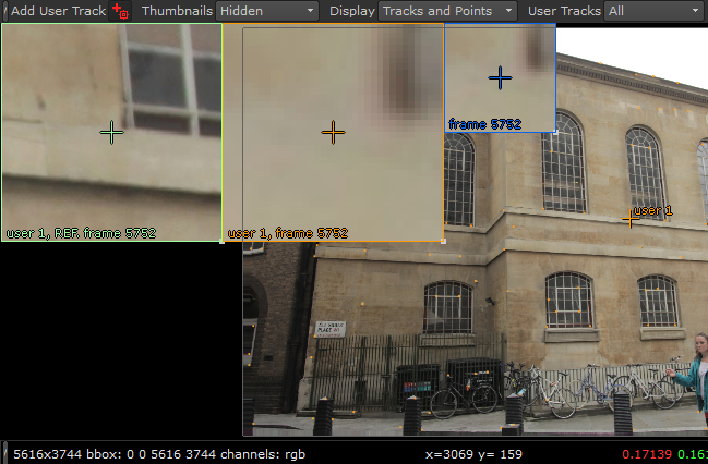 Add User Track Thumbnails Hidden Display Tracks and Points User Tracks All
frame 5752
user 1, REF. frame 5752
user 1, frame 5752
user 1
5616x3744 bbox: 0 0 5616 3744 channels: rgb x=3069 y= 159 0.17139